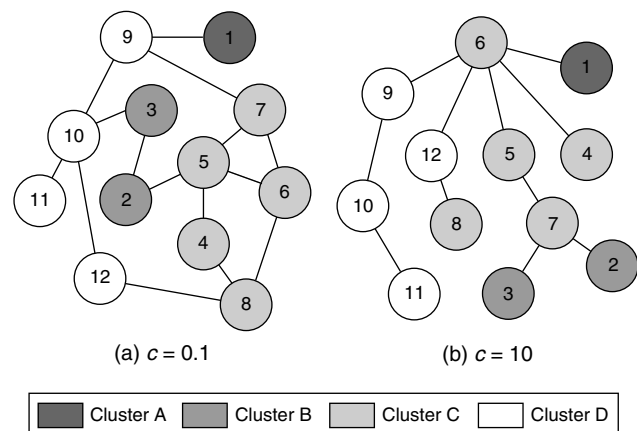 9 1 6
1
3 7 9
10 12 5 4
5
11 2 6
10 8 7
4 2
12 8 11 3
(a) c = 0.1 (b) c = 10
Cluster A Cluster B Cluster C Cluster D